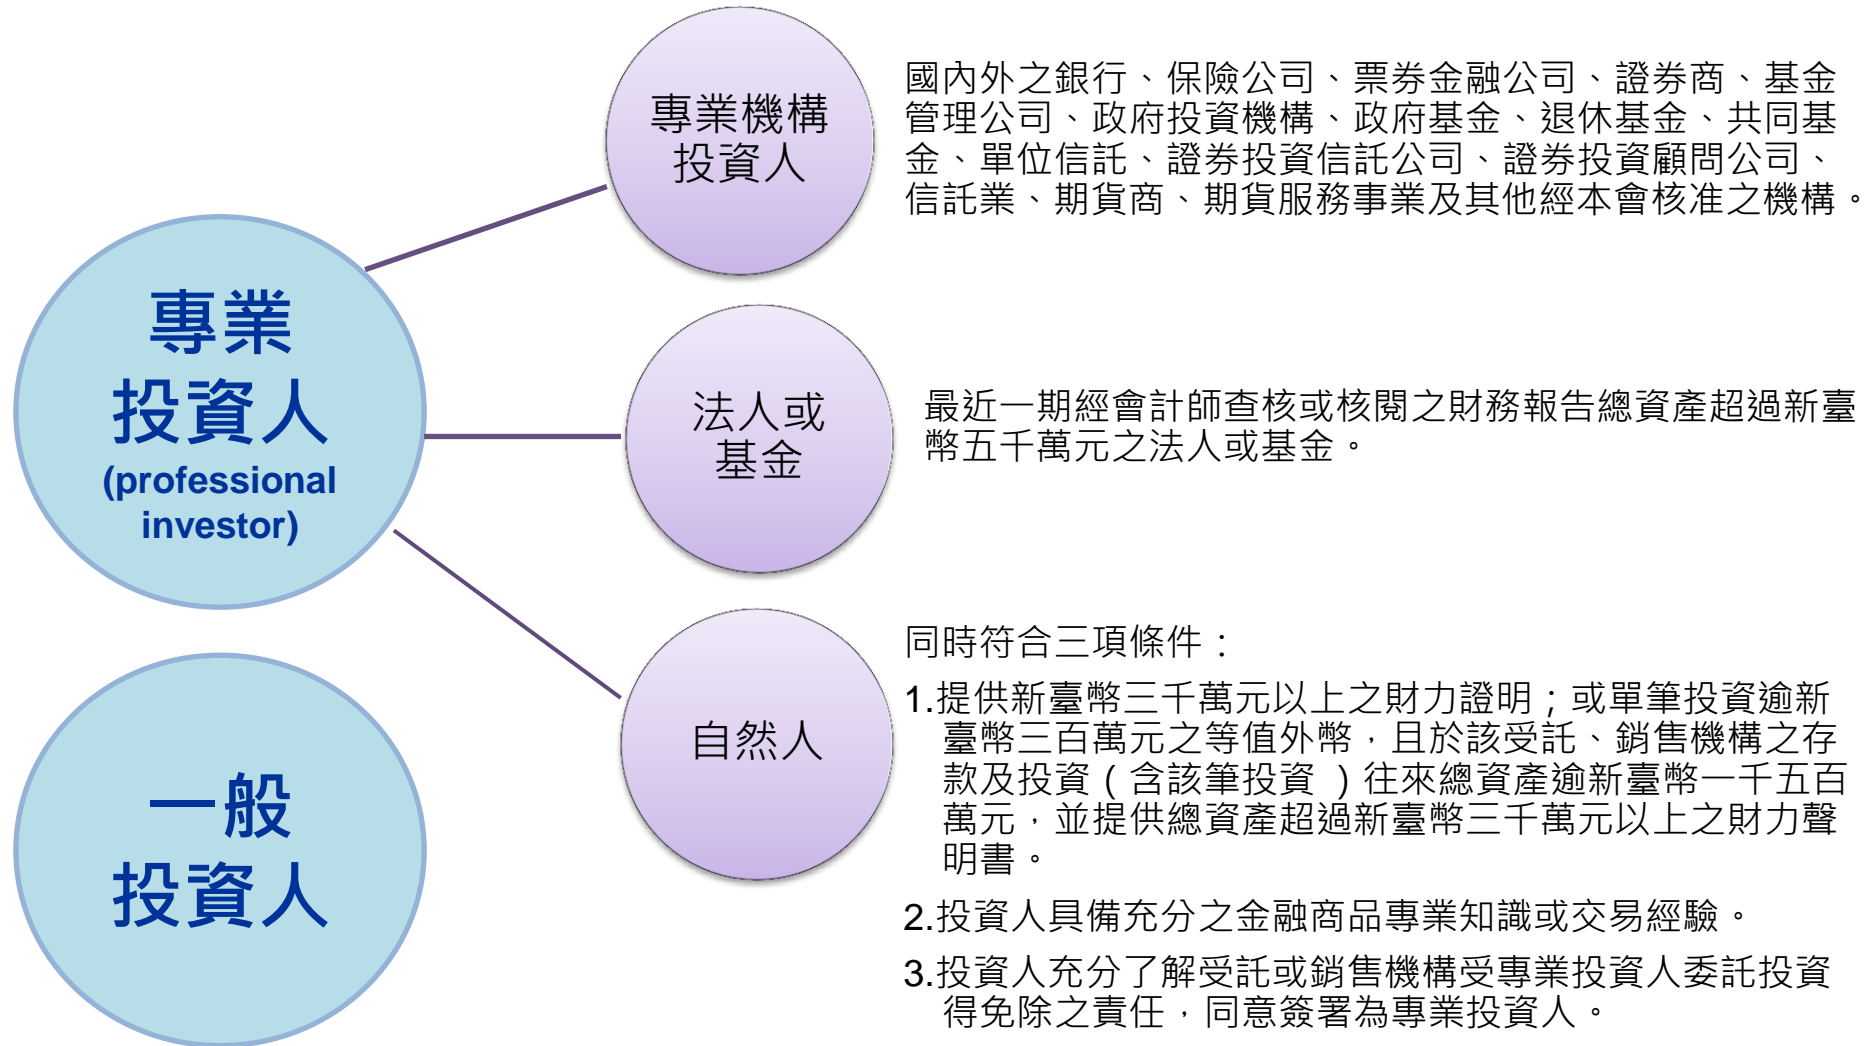 專業機構
投資人
國內外之銀行、保險公司、票券金融公司、證券商、基金
管理公司、政府投資機構、政府基金、退休基金、共同基
金、單位信託、證券投資信託公司、證券投資顧問公司、
信託業、期貨商、期貨服務事業及其他經本會核准之機構。
專業
投資人
(professional
investor)
法人或
基金
最近一期經會計師查核或核閱之財務報告總資產超過新臺
幣五千萬元之法人或基金。
自然人
同時符合三項條件：
1.提供新臺幣三千萬元以上之財力證明；或單筆投資逾新
臺幣三百萬元之等值外幣，且於該受託、銷售機構之存
款及投資（含該筆投資 ）往來總資產逾新臺幣一千五百
萬元，並提供總資產超過新臺幣三千萬元以上之財力聲
明書。
2.投資人具備充分之金融商品專業知識或交易經驗。
3.投資人充分了解受託或銷售機構受專業投資人委託投資
得免除之責任，同意簽署為專業投資人。
一般
投資人